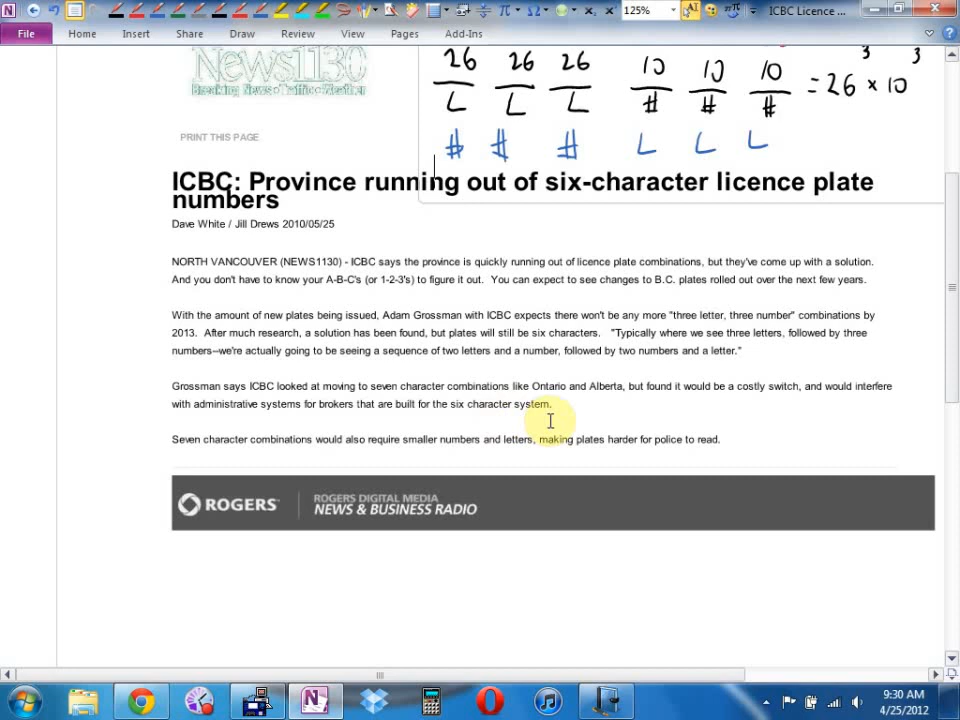 125%
ICBC Licence ...
File Home Insert Share Draw Review View Pages Add-Ins
26 26 26 10 10 10 = 26³ × 10³
L L L # # #
# # # L L L
News1130
Breaking News • Traffic • Weather
PRINT THIS PAGE
ICBC: Province running out of six-character licence plate
numbers
Dave White / Jill Drews 2010/05/25
NORTH VANCOUVER (NEWS1130) - ICBC says the province is quickly running out of licence plate combinations, but they've come up with a solution.
And you don't have to know your A-B-C's (or 1-2-3's) to figure it out. You can expect to see changes to B.C. plates rolled out over the next few years.
With the amount of new plates being issued, Adam Grossman with ICBC expects there won't be any more "three letter, three number" combinations by
2013. After much research, a solution has been found, but plates will still be six characters. "Typically where we see three letters, followed by three
numbers--we're actually going to be seeing a sequence of two letters and a number, followed by two numbers and a letter."
Grossman says ICBC looked at moving to seven character combinations like Ontario and Alberta, but found it would be a costly switch, and would interfere
with administrative systems for brokers that are built for the six character system.
Seven character combinations would also require smaller numbers and letters, making plates harder for police to read.
ROGERS
ROGERS DIGITAL MEDIA
NEWS & BUSINESS RADIO
9:30 AM
4/25/2012